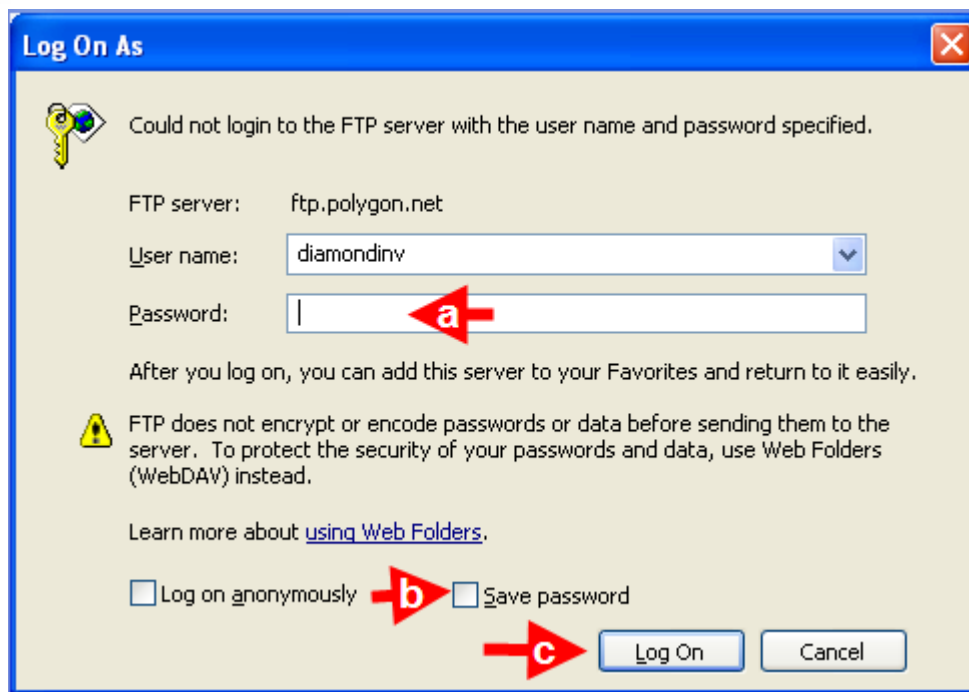 Log On As
Could not login to the FTP server with the user name and password specified.
FTP server: ftp.polygon.net
User name: diamondinv
Password: a
After you log on, you can add this server to your Favorites and return to it easily.
FTP does not encrypt or encode passwords or data before sending them to the
server. To protect the security of your passwords and data, use Web Folders
(WebDAV) instead.
Learn more about using Web Folders.
Log on anonymously b Save password
c Log On Cancel